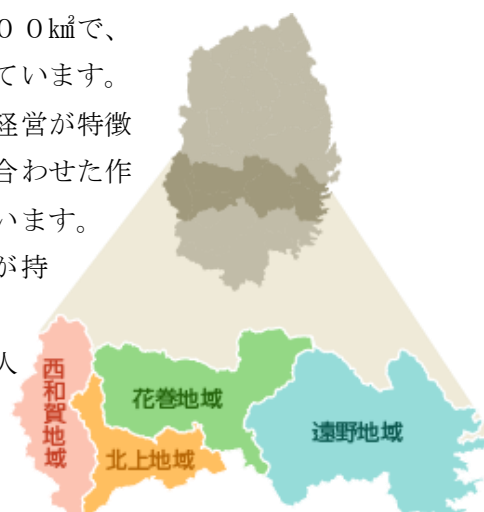 ００㎢で、
ています。
経営が特徴
合わせた作
います。
が持
人
西和賀地域
花巻地域
北上地域
遠野地域